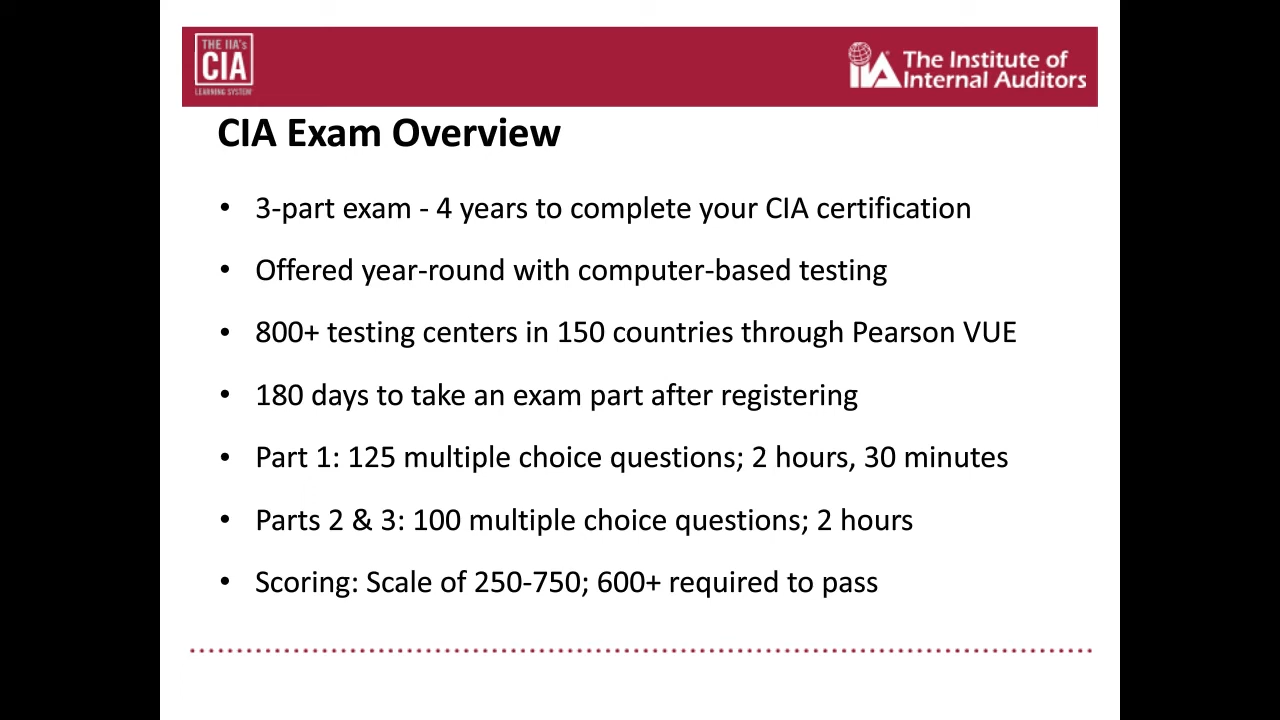 THE IIA's
CIA
LEARNING SYSTEM
IIA
The Institute of
Internal Auditors
CIA Exam Overview
• 3-part exam - 4 years to complete your CIA certification
• Offered year-round with computer-based testing
• 800+ testing centers in 150 countries through Pearson VUE
• 180 days to take an exam part after registering
• Part 1: 125 multiple choice questions; 2 hours, 30 minutes
• Parts 2 & 3: 100 multiple choice questions; 2 hours
• Scoring: Scale of 250-750; 600+ required to pass